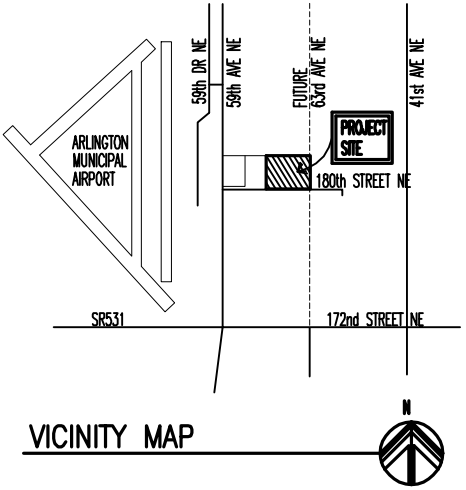 59th DR NE
59th AVE NE
FUTURE
63rd AVE NE
41st AVE NE
PROJECT
SITE
ARLINGTON
MUNICIPAL
AIRPORT
180th STREET NE
SR531
172nd STREET NE
N
VICINITY MAP